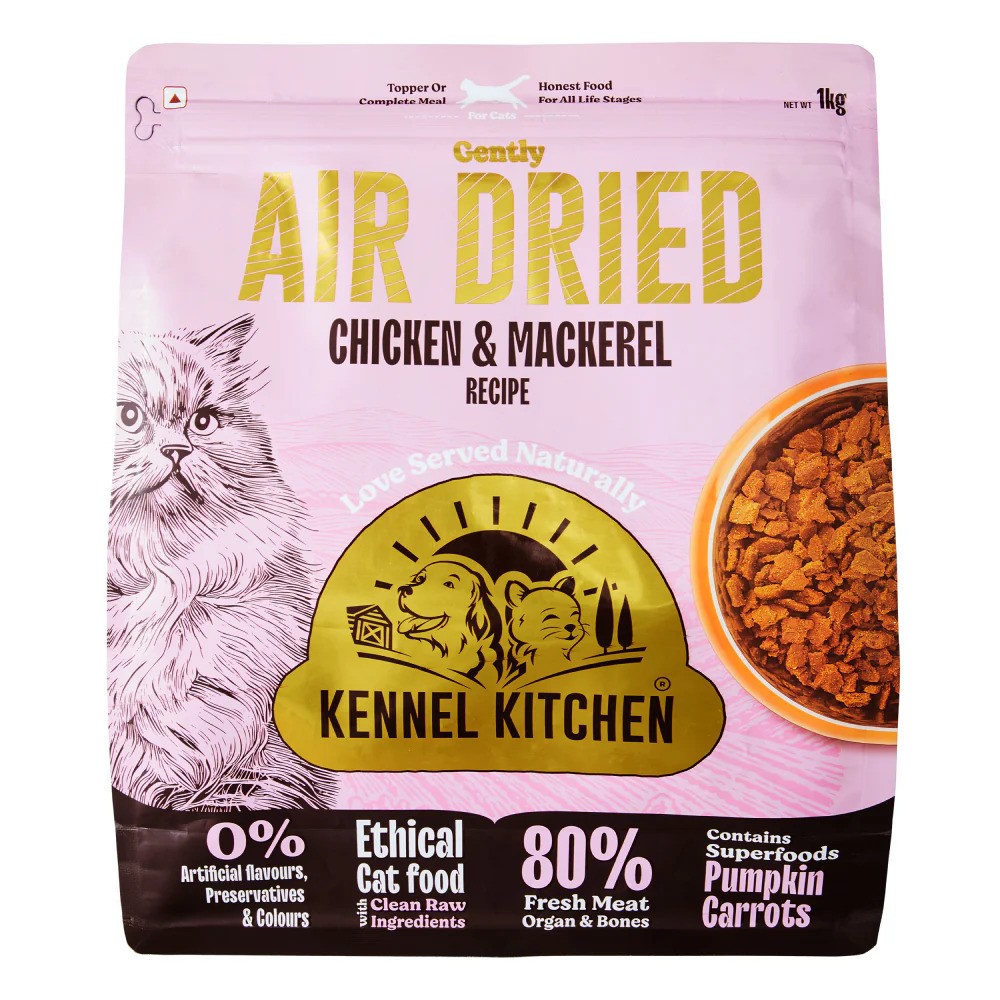 Topper Or
Complete Meal
For Cats
Honest Food
For All Life Stages
NET WT 1kg
Gently
AIR DRIED
CHICKEN & MACKEREL
RECIPE
Love Served Naturally
KENNEL KITCHEN
®
0%
Artificial flavours,
Preservatives
& Colours
Ethical
Cat food
with Clean Raw
Ingredients
80%
Fresh Meat
Organ & Bones
Contains
Superfoods
Pumpkin
Carrots